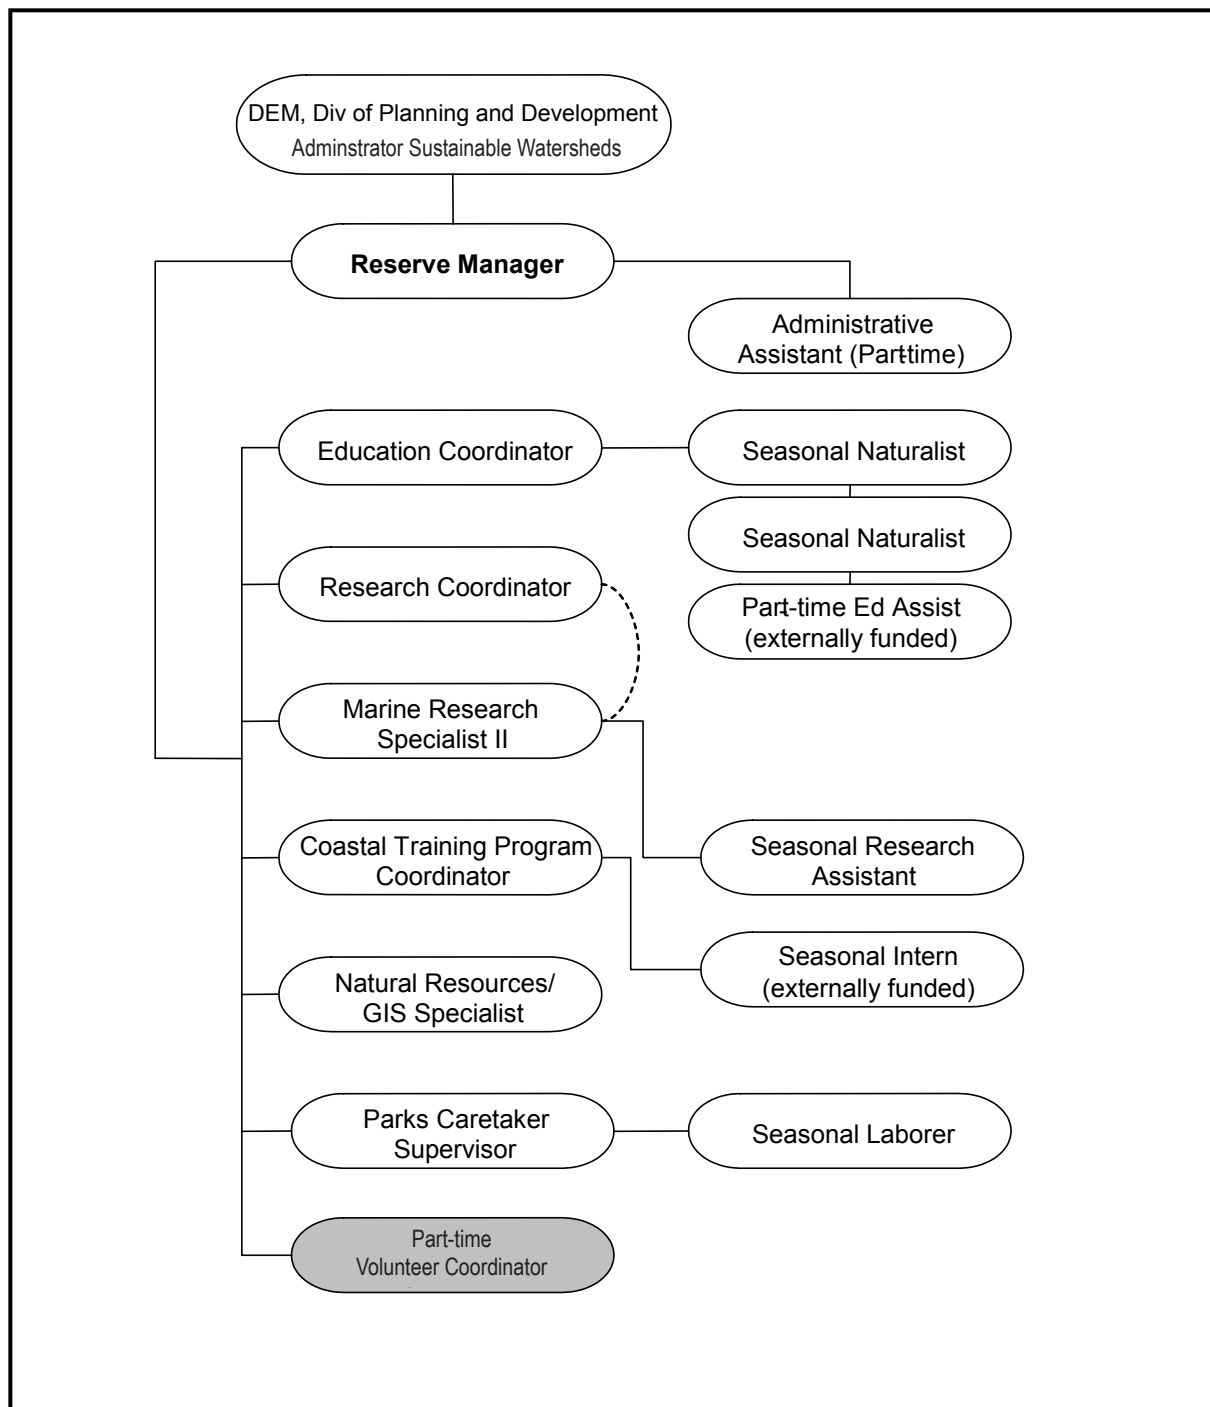 DEM, Div of Planning and Development
Adminstrator Sustainable Watersheds
Reserve Manager
Administrative
Assistant (Part-time)
Education Coordinator
Seasonal Naturalist
Seasonal Naturalist
Research Coordinator
Part-time Ed Assist
(externally funded)
Marine Research
Specialist II
Coastal Training Program
Coordinator
Seasonal Research
Assistant
Seasonal Intern
(externally funded)
Natural Resources/
GIS Specialist
Parks Caretaker
Supervisor
Seasonal Laborer
Part-time
Volunteer Coordinator